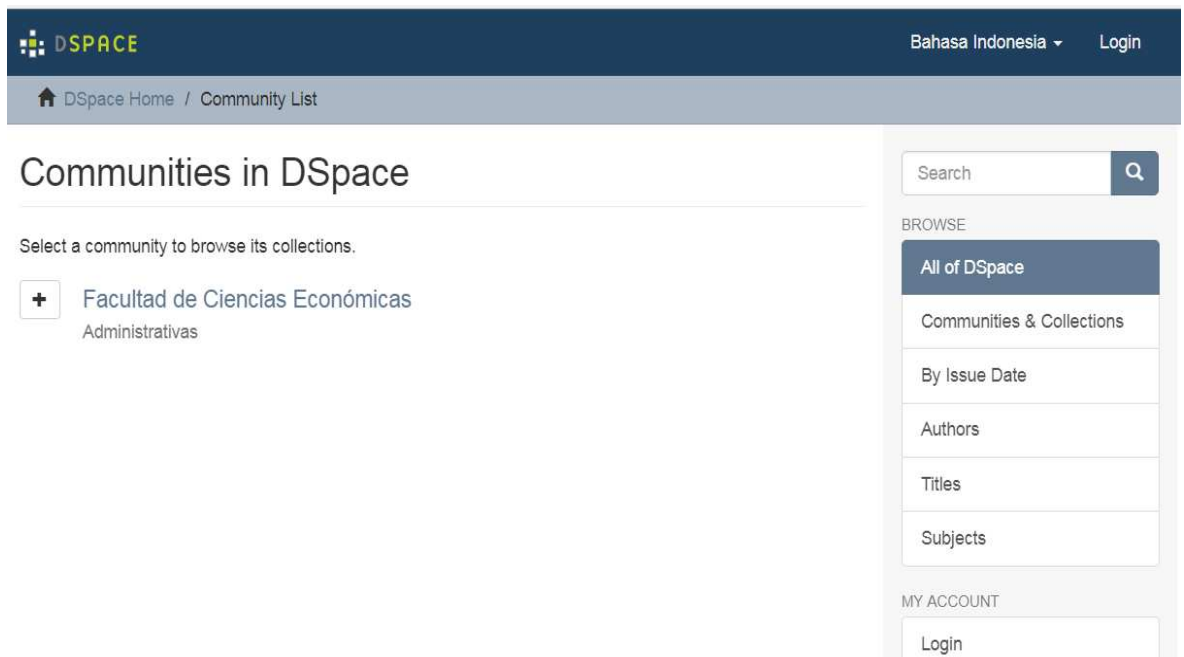 DSPACE
Bahasa Indonesia
Login
DSpace Home / Community List
Communities in DSpace
Select a community to browse its collections.
+ Facultad de Ciencias Económicas
Administrativas
Search
BROWSE
All of DSpace
Communities & Collections
By Issue Date
Authors
Titles
Subjects
MY ACCOUNT
Login